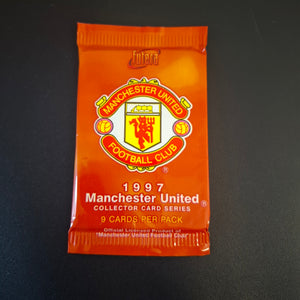 futera
MANCHESTER UNITED
FOOTBALL CLUB
®
1997
Manchester United®
COLLECTOR CARD SERIES
9 CARDS PER PACK
Official Licensed Product of
"Manchester United Football Club"